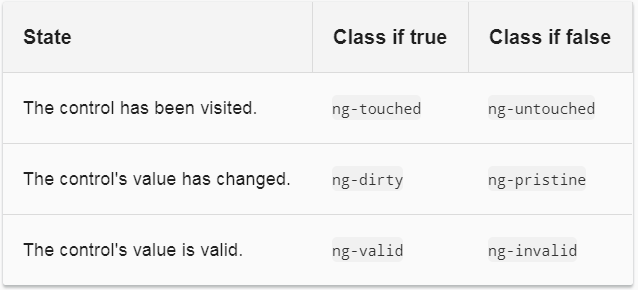 State Class if true Class if false
The control has been visited. ng-touched ng-untouched
The control's value has changed. ng-dirty ng-pristine
The control's value is valid. ng-valid ng-invalid